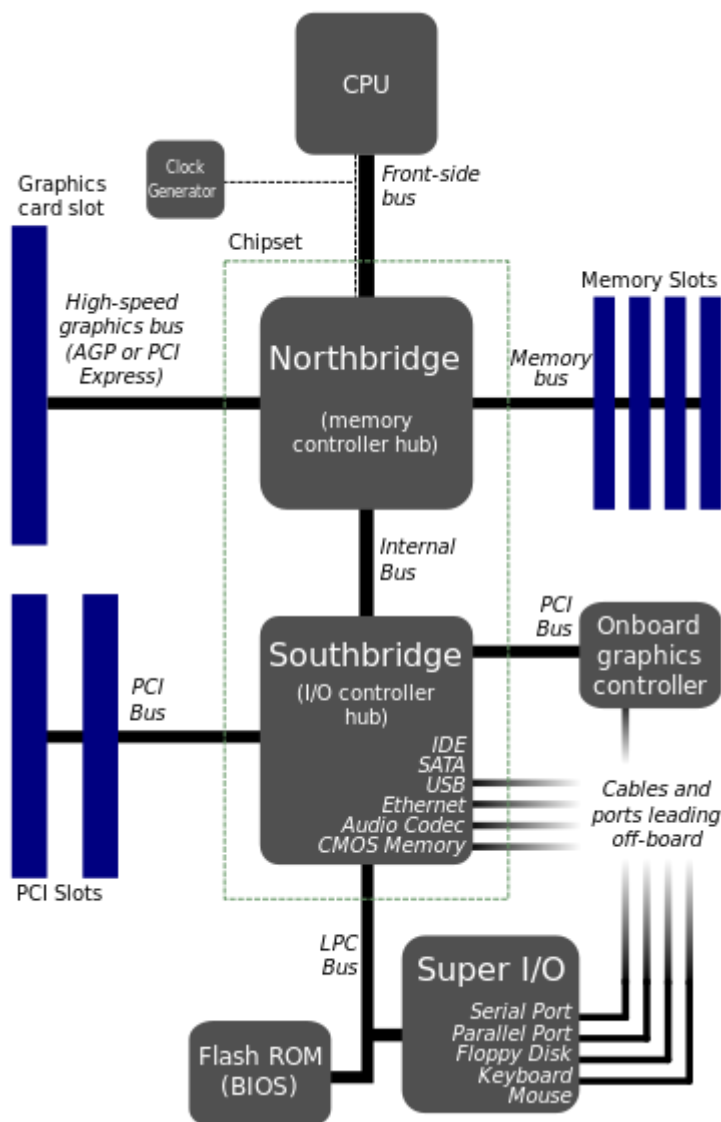 CPU
Clock
Generator
Front-side
bus
Graphics
card slot
Chipset
High-speed
graphics bus
(AGP or PCI
Express)
Northbridge
(memory
controller hub)
Memory Slots
Memory
bus
Internal
Bus
PCI
Bus
Onboard
graphics
controller
Southbridge
(I/O controller
hub)
PCI
Bus
IDE
SATA
USB
Ethernet
Audio Codec
CMOS Memory
Cables and
ports leading
off-board
PCI Slots
LPC
Bus
Super I/O
Serial Port
Parallel Port
Floppy Disk
Keyboard
Mouse
Flash ROM
(BIOS)